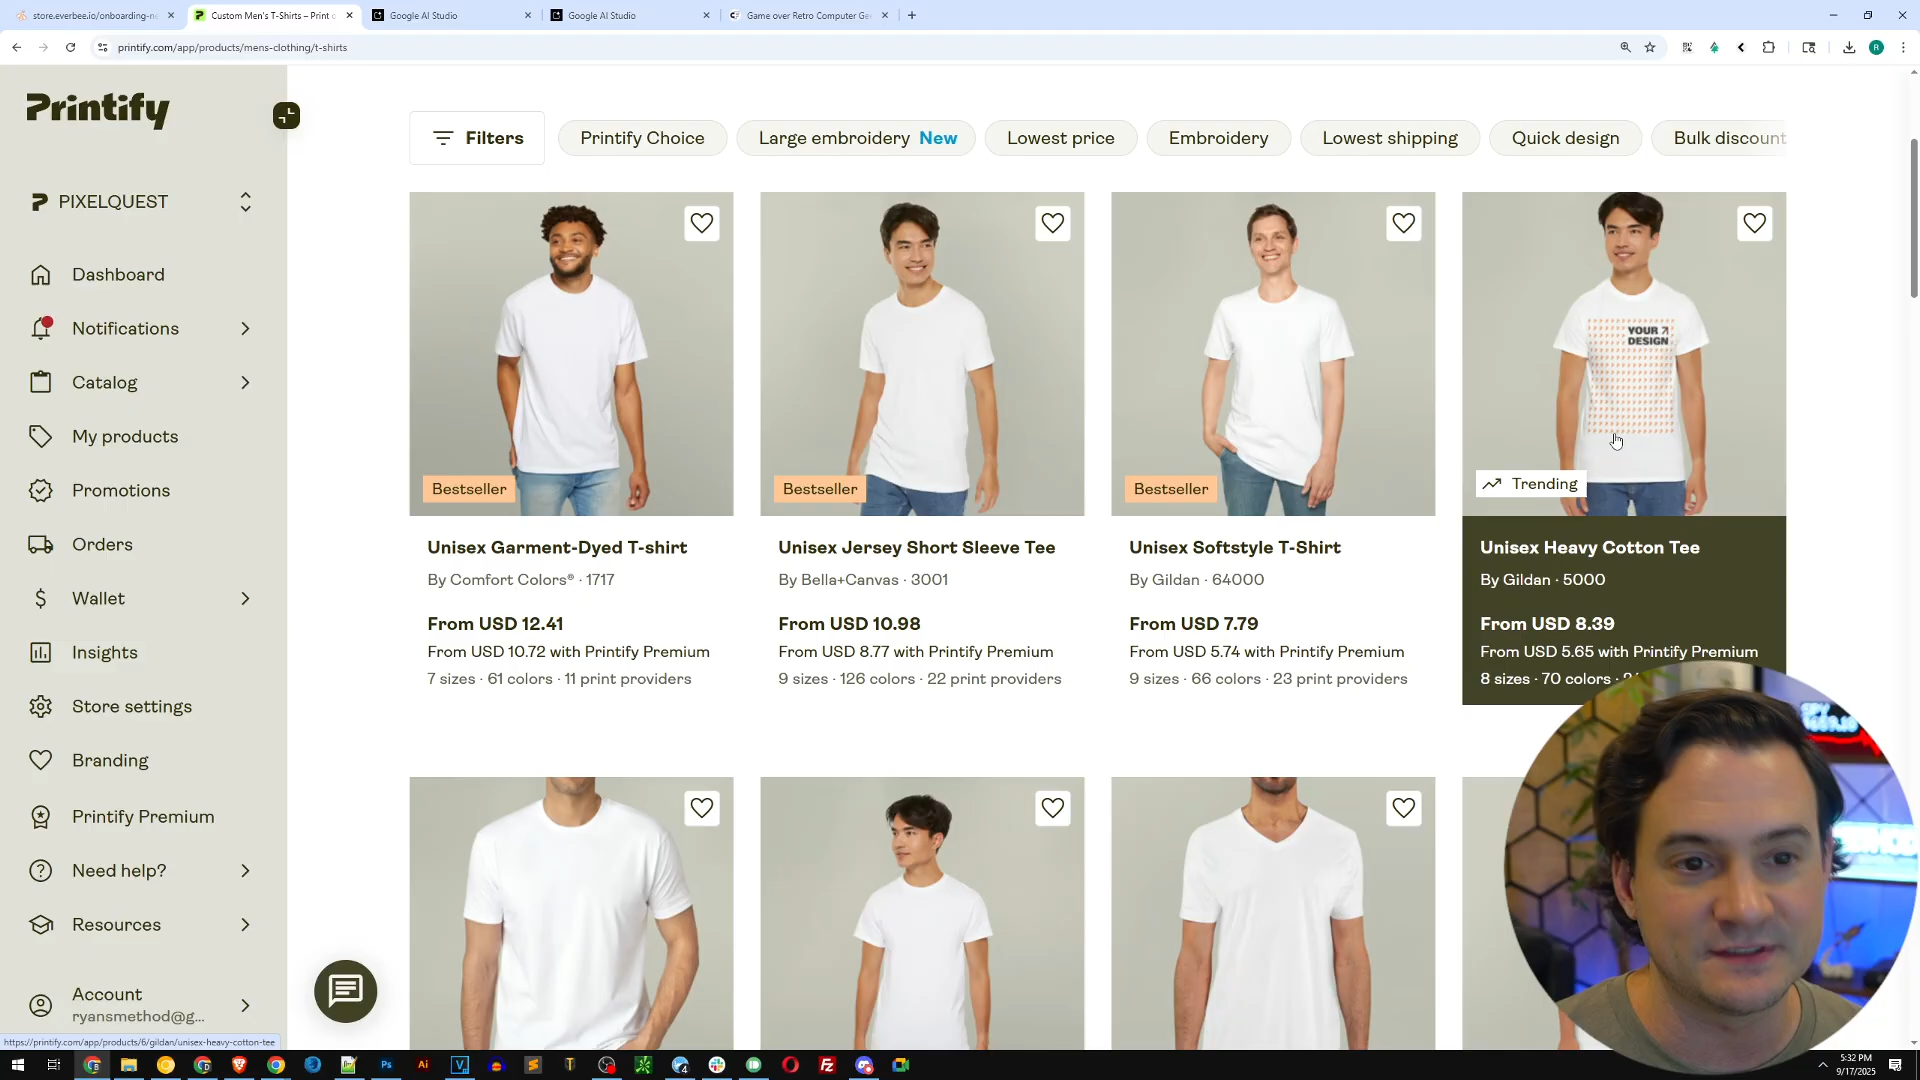 store.everbee.io/onboarding-ne
Custom Men's T-Shirts – Print o
Google AI Studio
Google AI Studio
Game over Retro Computer Ge
printify.com/app/products/mens-clothing/t-shirts
Printify
PIXELQUEST
Dashboard
Notifications
Catalog
My products
Promotions
Orders
Wallet
Insights
Store settings
Branding
Printify Premium
Need help?
Resources
Account
ryansmethod@g...
https://printify.com/app/products/6/gildan/unisex-heavy-cotton-tee
Filters
Printify Choice
Large embroidery New
Lowest price
Embroidery
Lowest shipping
Quick design
Bulk discount
Bestseller
Unisex Garment-Dyed T-shirt
By Comfort Colors® · 1717
From USD 12.41
From USD 10.72 with Printify Premium
7 sizes · 61 colors · 11 print providers
Bestseller
Unisex Jersey Short Sleeve Tee
By Bella+Canvas · 3001
From USD 10.98
From USD 8.77 with Printify Premium
9 sizes · 126 colors · 22 print providers
Bestseller
Unisex Softstyle T-Shirt
By Gildan · 64000
From USD 7.79
From USD 5.74 with Printify Premium
9 sizes · 66 colors · 23 print providers
YOUR
DESIGN
Trending
Unisex Heavy Cotton Tee
By Gildan · 5000
From USD 8.39
From USD 5.65 with Printify Premium
8 sizes · 70 colors ·
5:32 PM
9/17/2025